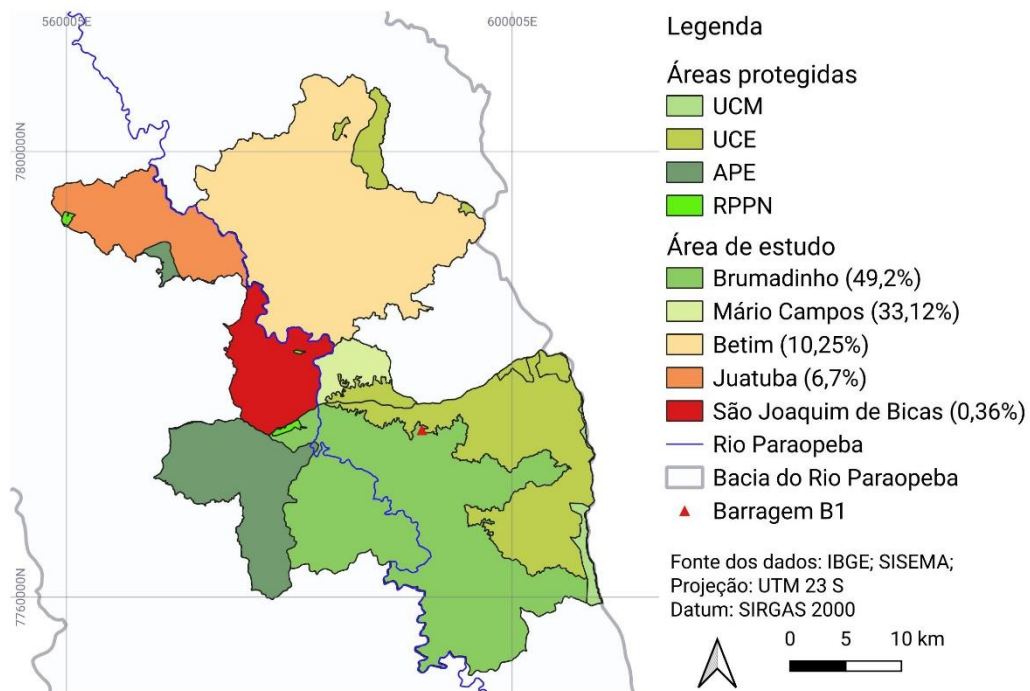 560005E
600005E
7800000N
7760000N
Legenda
Áreas protegidas
UCM
UCE
APE
RPPN
Área de estudo
Brumadinho (49,2%)
Mário Campos (33,12%)
Betim (10,25%)
Juatuba (6,7%)
São Joaquim de Bicas (0,36%)
Rio Paraopeba
Bacia do Rio Paraopeba
Barragem B1
Fonte dos dados: IBGE; SISEMA;
Projeção: UTM 23 S
Datum: SIRGAS 2000
0 5 10 km